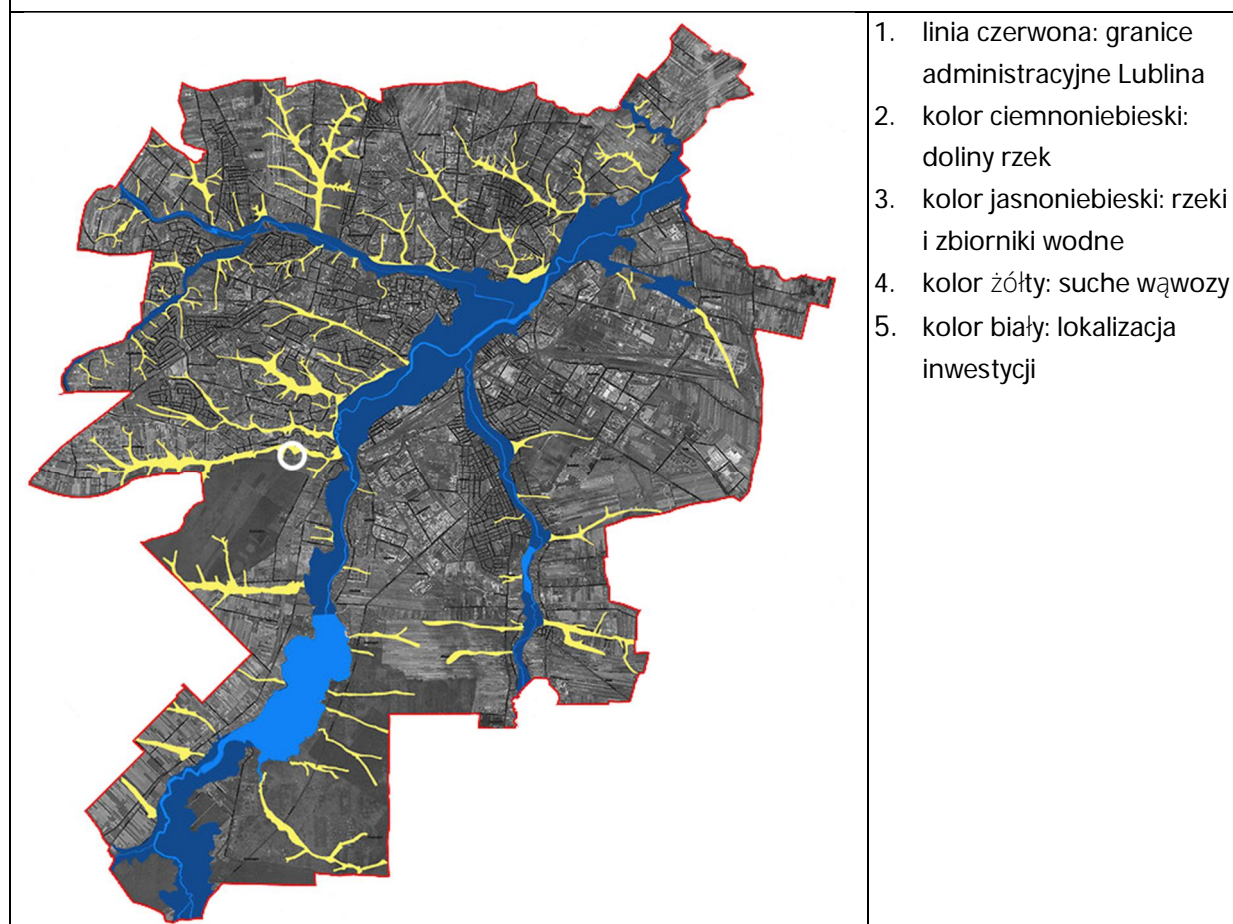 1. linia czerwona: granice
administracyjne Lublina
2. kolor ciemnoniebieski:
doliny rzek
3. kolor jasnoniebieski: rzeki
i zbiorniki wodne
4. kolor żółty: suche wąwozy
5. kolor biały: lokalizacja
inwestycji